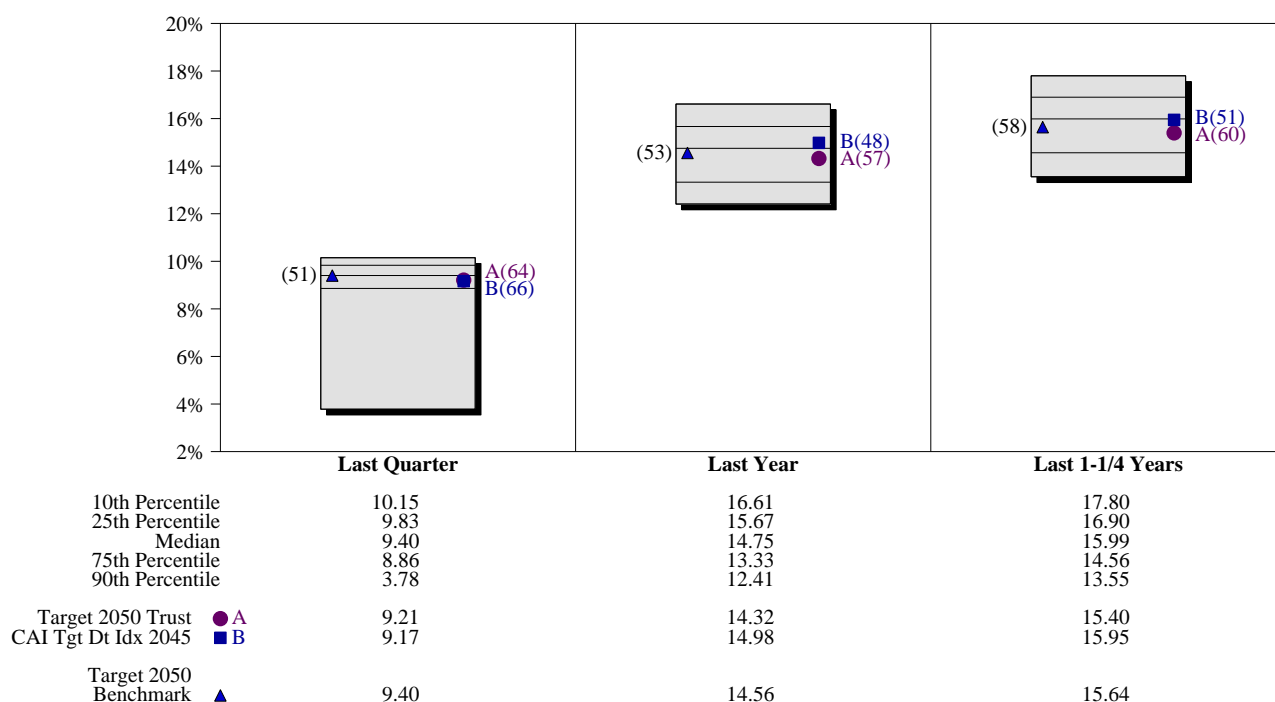 20%
18%
16%
14%
12%
10%
8%
6%
4%
2%
(51)
A(64)
B(66)
(53)
B(48)
A(57)
(58)
B(51)
A(60)
Last Quarter Last Year Last 1-1/4 Years
10th Percentile 10.15 16.61 17.80
25th Percentile 9.83 15.67 16.90
Median 9.40 14.75 15.99
75th Percentile 8.86 13.33 14.56
90th Percentile 3.78 12.41 13.55
Target 2050 Trust A 9.21 14.32 15.40
CAI Tgt Dt Idx 2045 B 9.17 14.98 15.95
Target 2050
Benchmark 9.40 14.56 15.64